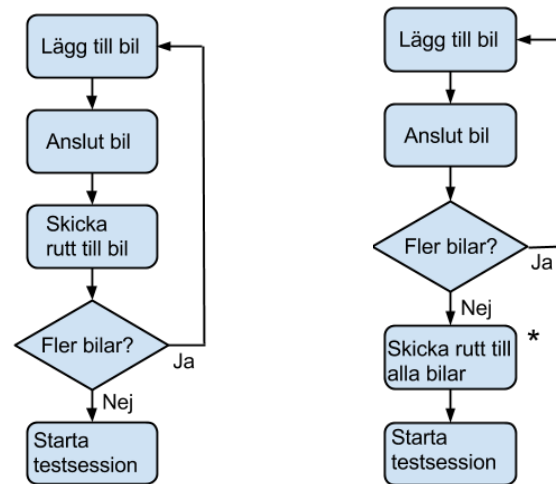 Lägg till bil
Anslut bil
Skicka
rutt till bil
Fler bilar?
Ja
Nej
Starta
testsession
Lägg till bil
Anslut bil
Fler bilar?
Ja
Nej
Skicka rutt till
alla bilar
*
Starta
testsession